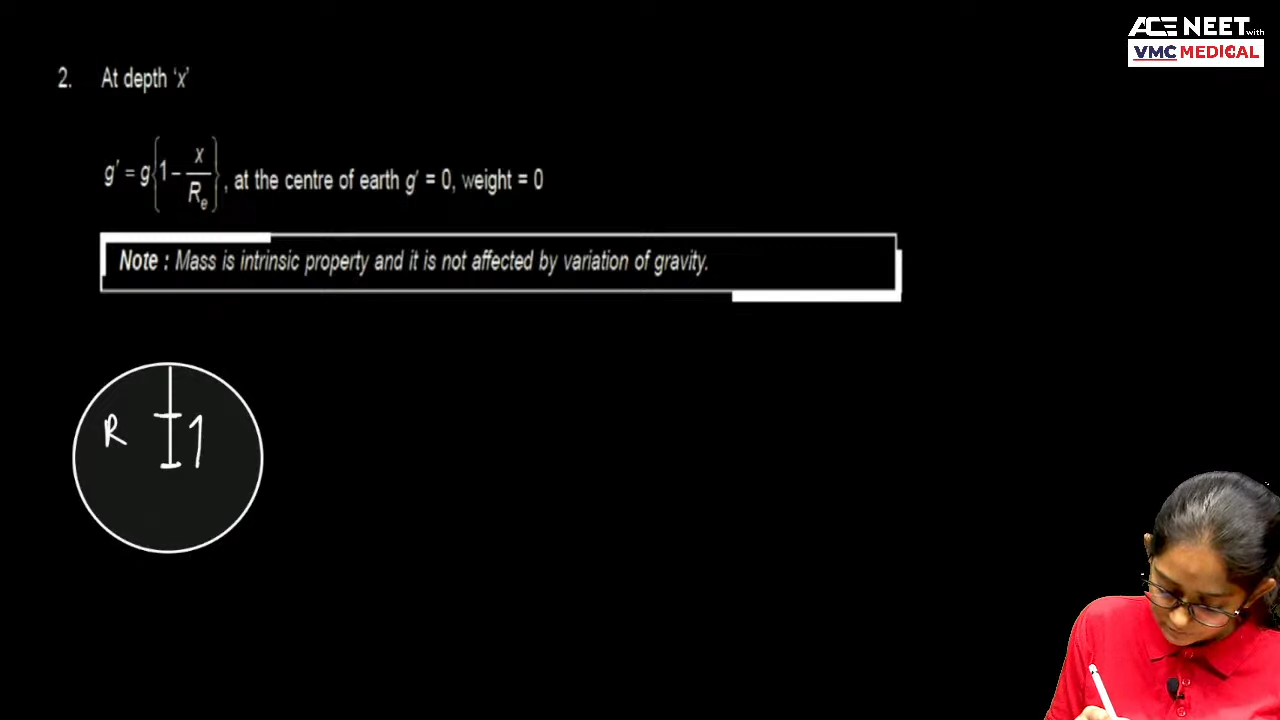 ACE NEET with
VMC MEDICAL
2. At depth ‘x’
g′ = g{1 − x/Rₑ}, at the centre of earth g′ = 0, weight = 0
Note : Mass is intrinsic property and it is not affected by variation of gravity.
R